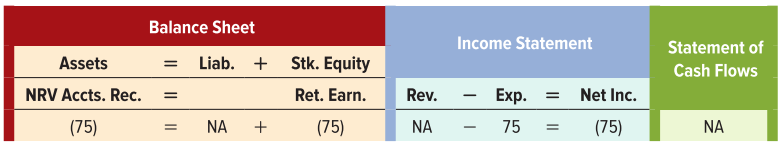 Balance Sheet
Income Statement
Statement of
Cash Flows
Assets = Liab. + Stk. Equity
NRV Accts. Rec. = Ret. Earn. Rev. − Exp. = Net Inc.
(75) = NA + (75) NA − 75 = (75) NA